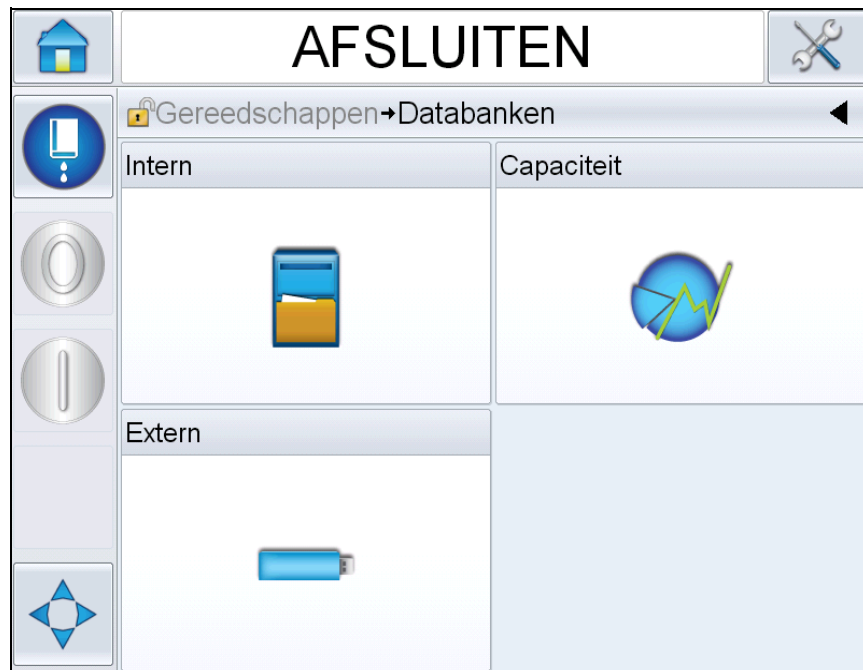 AFSLUITEN
Gereedschappen→Databanken
Intern
Capaciteit
Extern